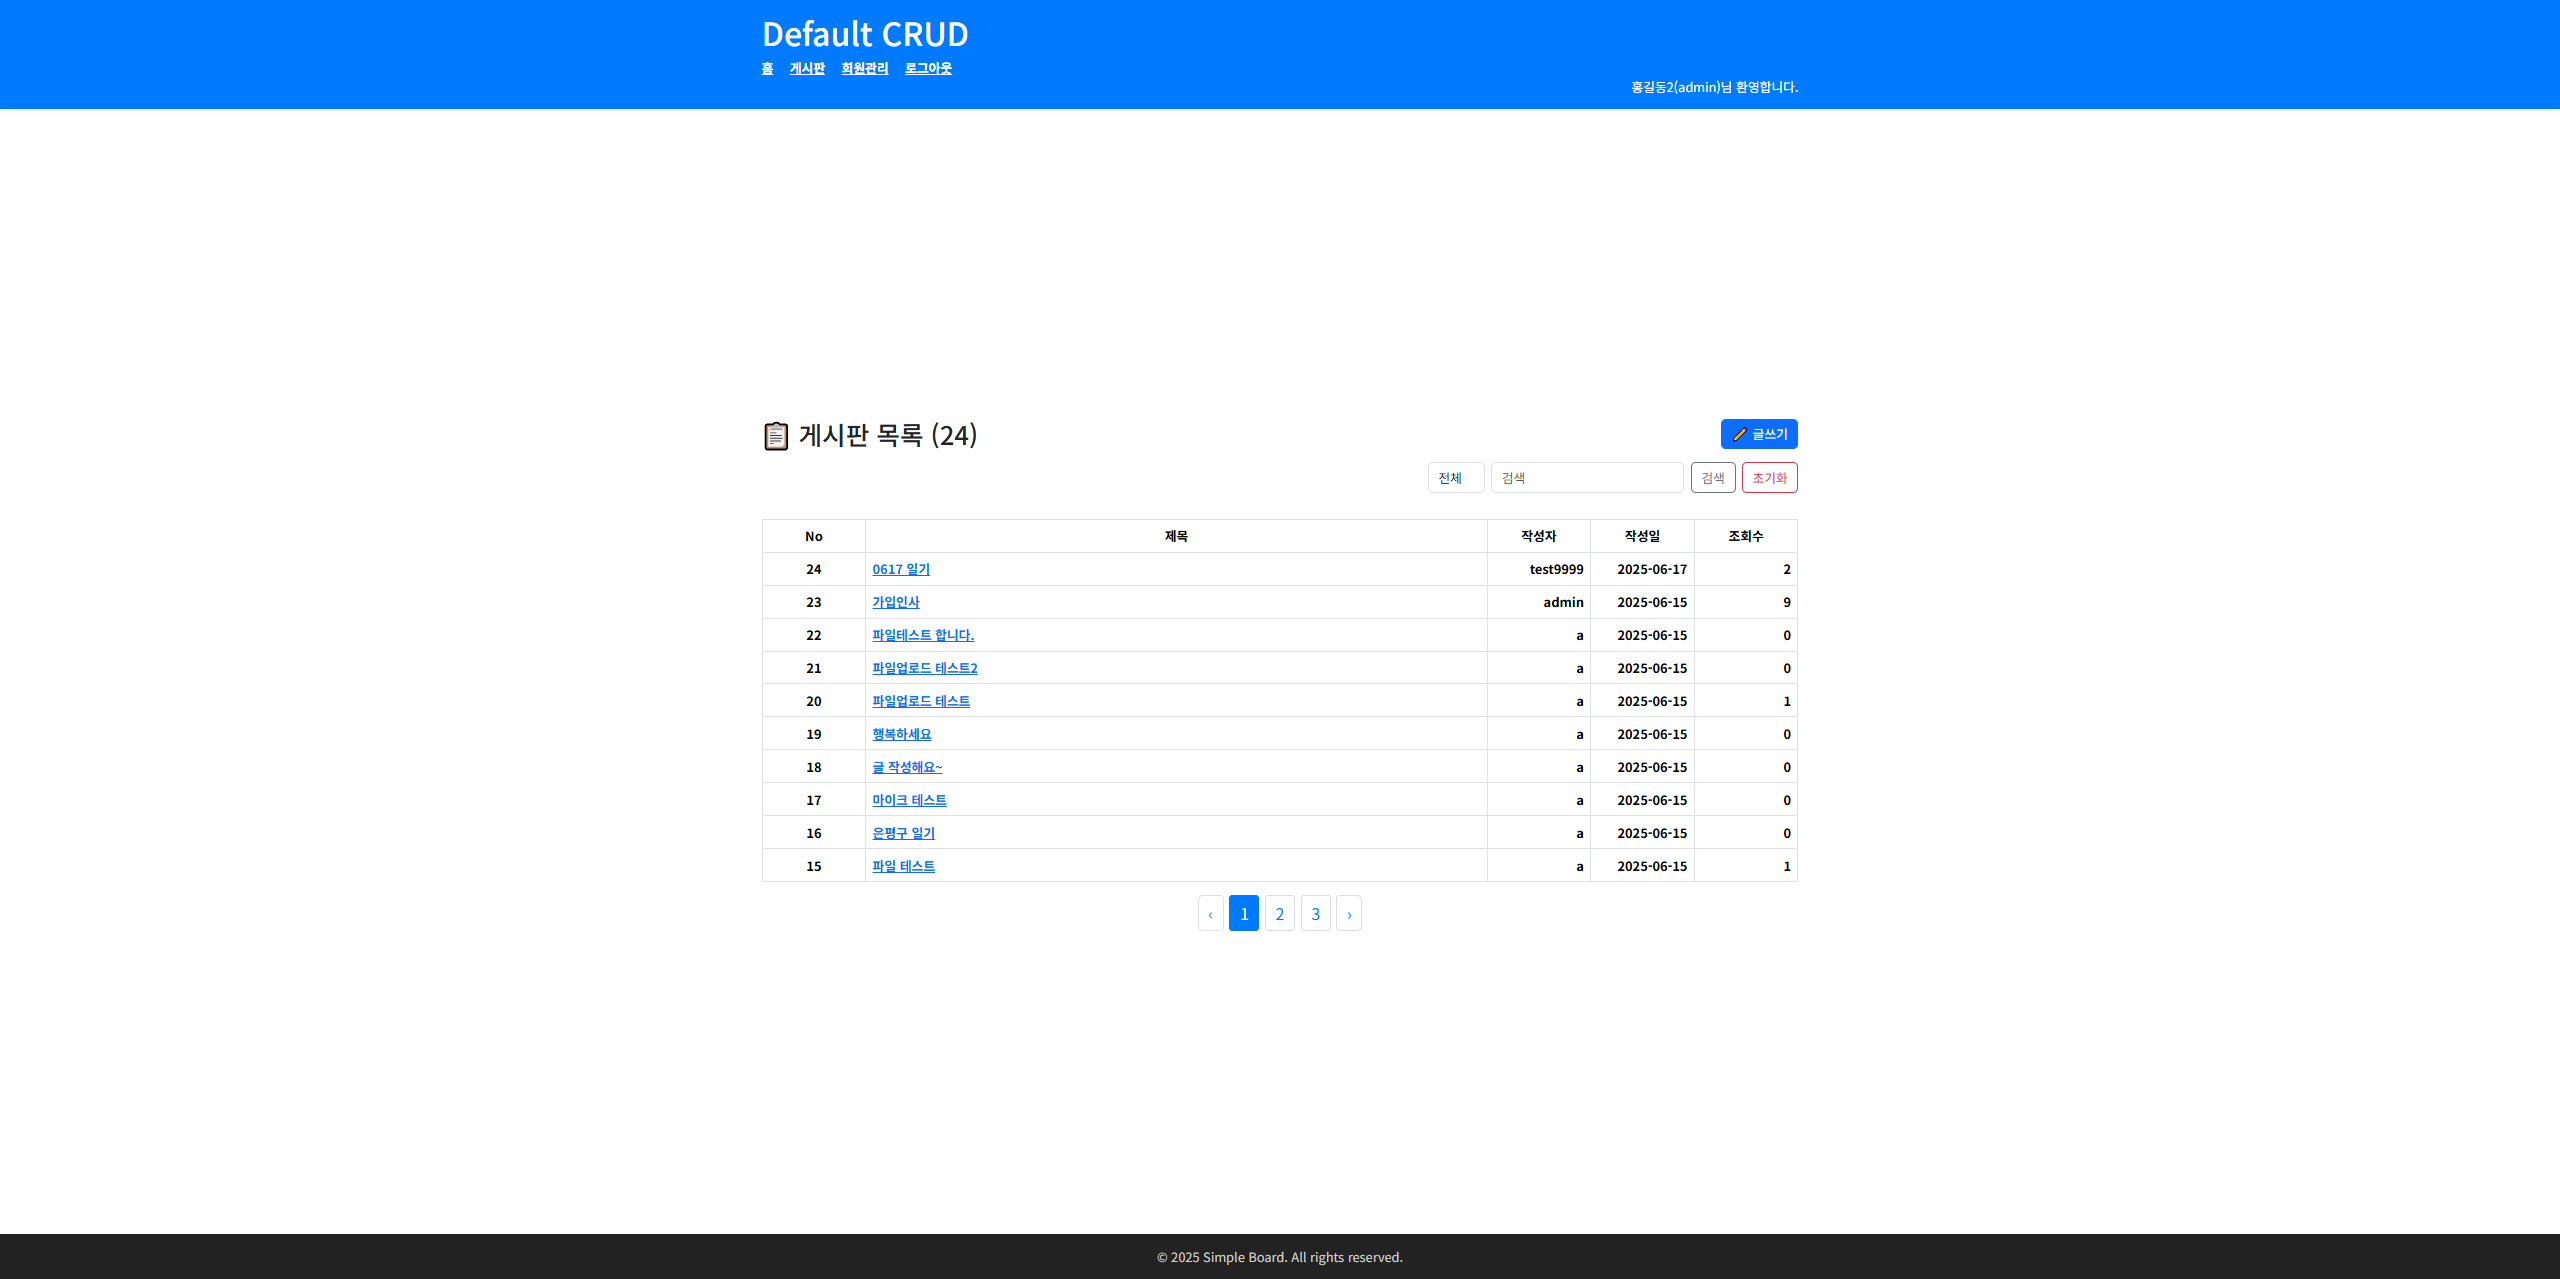 Default CRUD
홈 게시판 회원관리 로그아웃
홍길동2(admin)님 환영합니다.
게시판 목록 (24)
글쓰기
전체 검색 검색 초기화
No 제목 작성자 작성일 조회수
24 0617 일기 test9999 2025-06-17 2
23 가입인사 admin 2025-06-15 9
22 파일테스트 합니다. a 2025-06-15 0
21 파일업로드 테스트2 a 2025-06-15 0
20 파일업로드 테스트 a 2025-06-15 1
19 행복하세요 a 2025-06-15 0
18 글 작성해요~ a 2025-06-15 0
17 마이크 테스트 a 2025-06-15 0
16 은평구 일기 a 2025-06-15 0
15 파일 테스트 a 2025-06-15 1
‹ 1 2 3 ›
© 2025 Simple Board. All rights reserved.